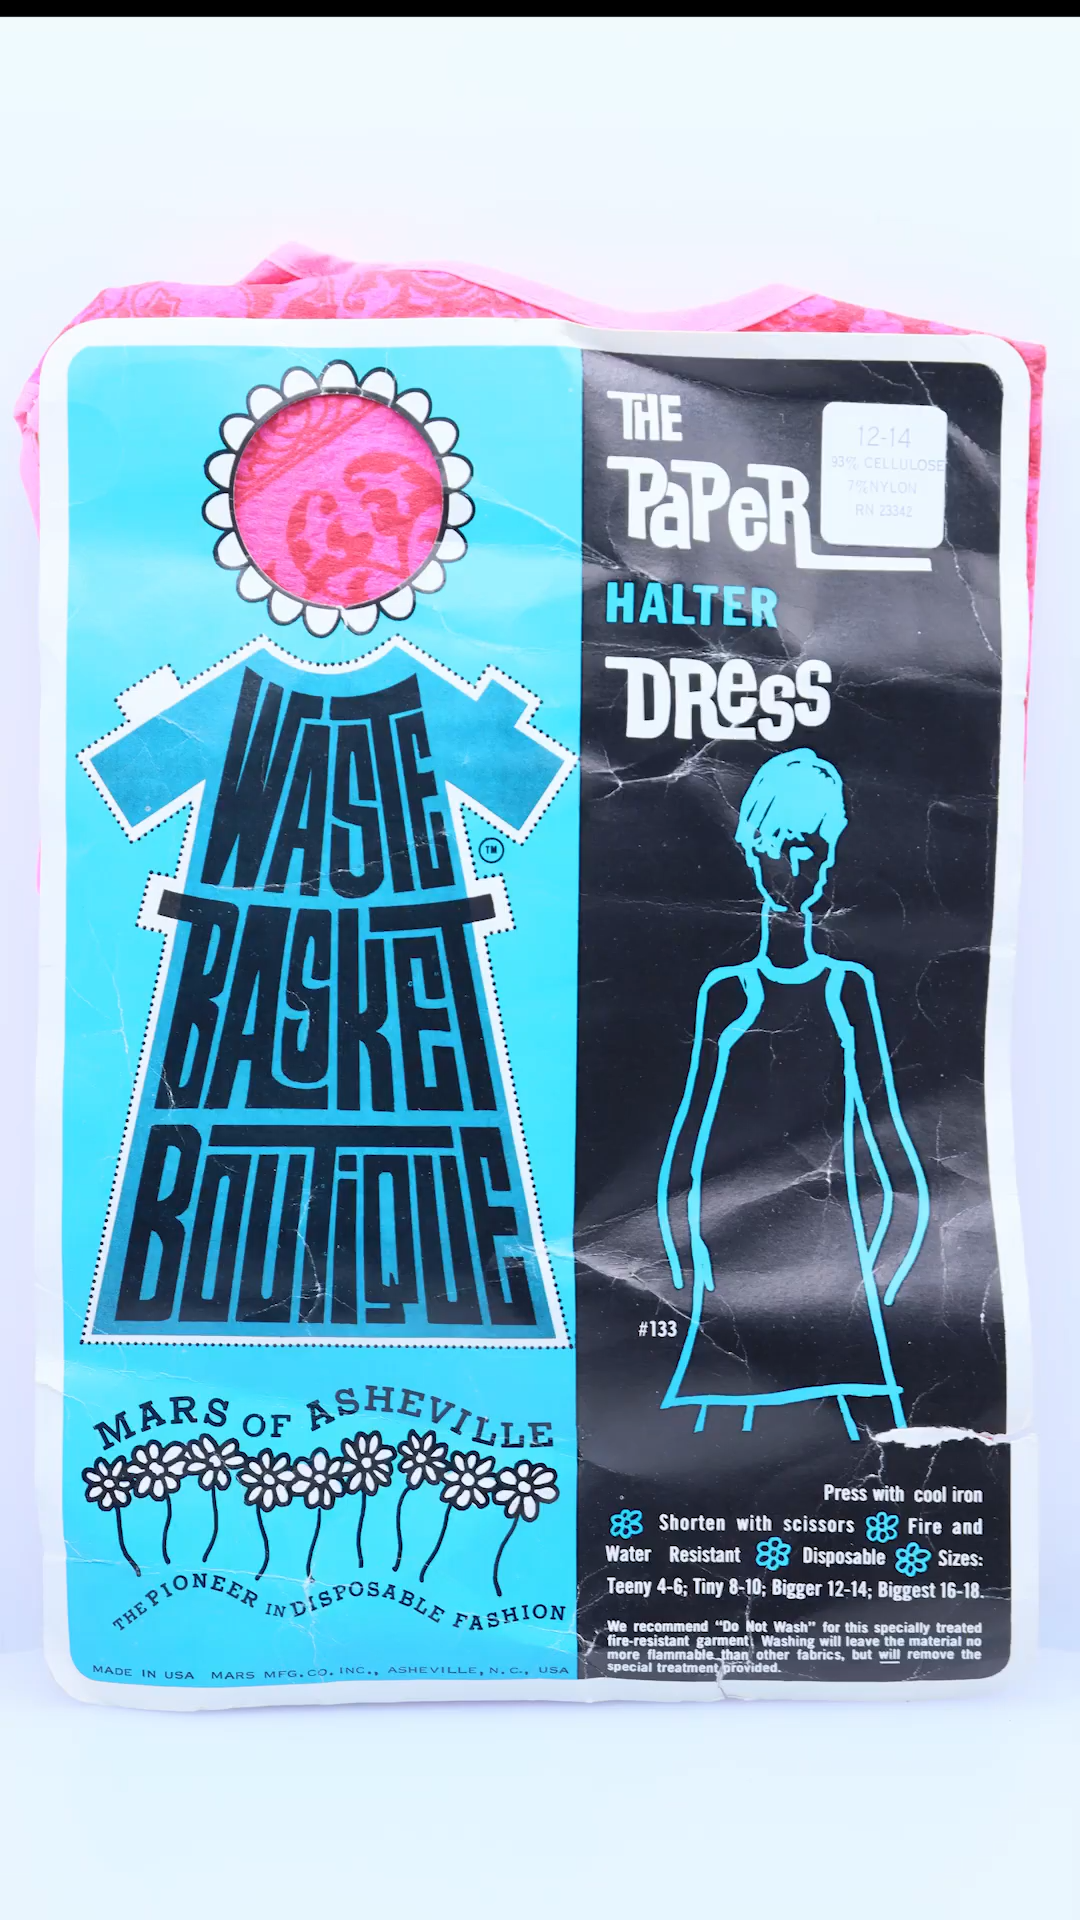 WASTE
BASKET
BOUTIQUE
TM
MARS OF ASHEVILLE
THE PIONEER IN DISPOSABLE FASHION
MADE IN USA MARS MFG. CO. INC., ASHEVILLE, N. C., USA
THE
PAPER
HALTER
DRESS
12-14
93% CELLULOSE
7% NYLON
RN 23342
#133
Press with cool iron
Shorten with scissors Fire and
Water Resistant Disposable Sizes:
Teeny 4-6; Tiny 8-10; Bigger 12-14; Biggest 16-18.
We recommend “Do Not Wash” for this specially treated
fire-resistant garment. Washing will leave the material no
more flammable than other fabrics, but will remove the
special treatment provided.